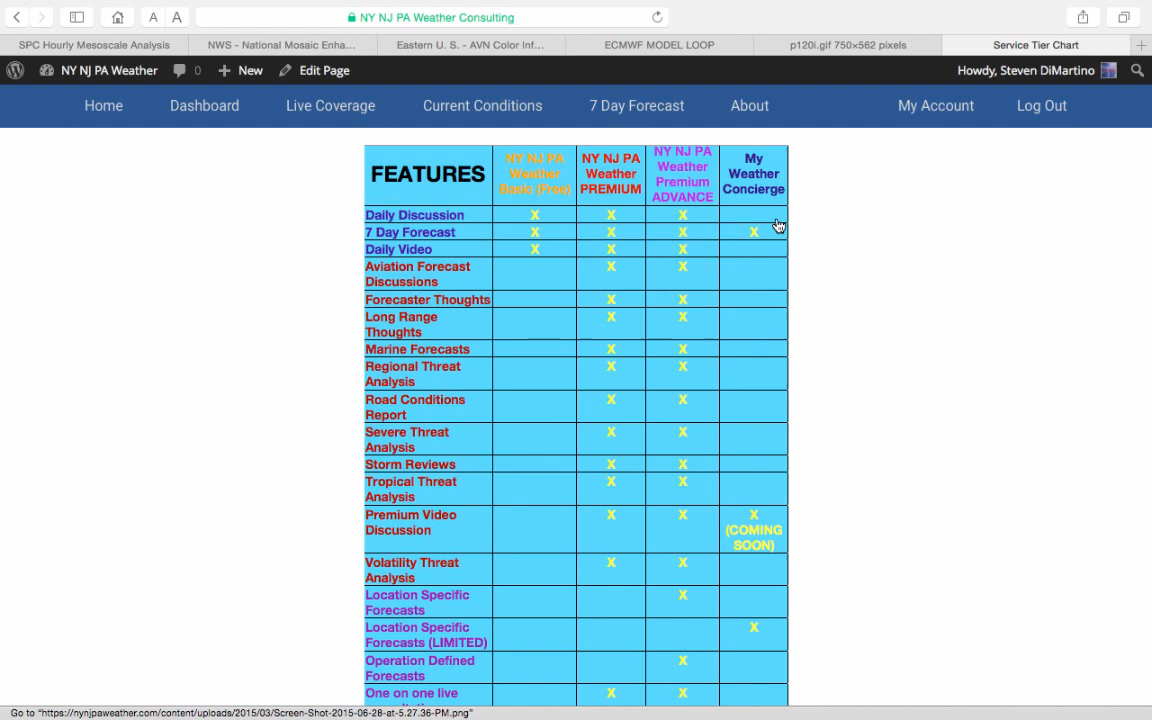 A A NY NJ PA Weather Consulting
SPC Hourly Mesoscale Analysis NWS - National Mosaic Enha... Eastern U. S. - AVN Color Inf... ECMWF MODEL LOOP p120i.gif 750×562 pixels Service Tier Chart
NY NJ PA Weather 0 New Edit Page Howdy, Steven DiMartino
Home Dashboard Live Coverage Current Conditions 7 Day Forecast About My Account Log Out
FEATURES
NY NJ PA
Weather
Basic (Free)
NY NJ PA
Weather
PREMIUM
NY NJ PA
Weather
Premium
ADVANCE
My
Weather
Concierge
Daily Discussion X X X
7 Day Forecast X X X X
Daily Video X X X
Aviation Forecast
Discussions X X
Forecaster Thoughts X X
Long Range
Thoughts X X
Marine Forecasts X X
Regional Threat
Analysis X X
Road Conditions
Report X X
Severe Threat
Analysis X X
Storm Reviews X X
Tropical Threat
Analysis X X
Premium Video
Discussion X X X
(COMING
SOON)
Volatility Threat
Analysis X X
Location Specific
Forecasts X
Location Specific
Forecasts (LIMITED) X
Operation Defined
Forecasts X
One on one live X X
Go to "https://nynjpaweather.com/content/uploads/2015/03/Screen-Shot-2015-06-28-at-5.27.36-PM.png"